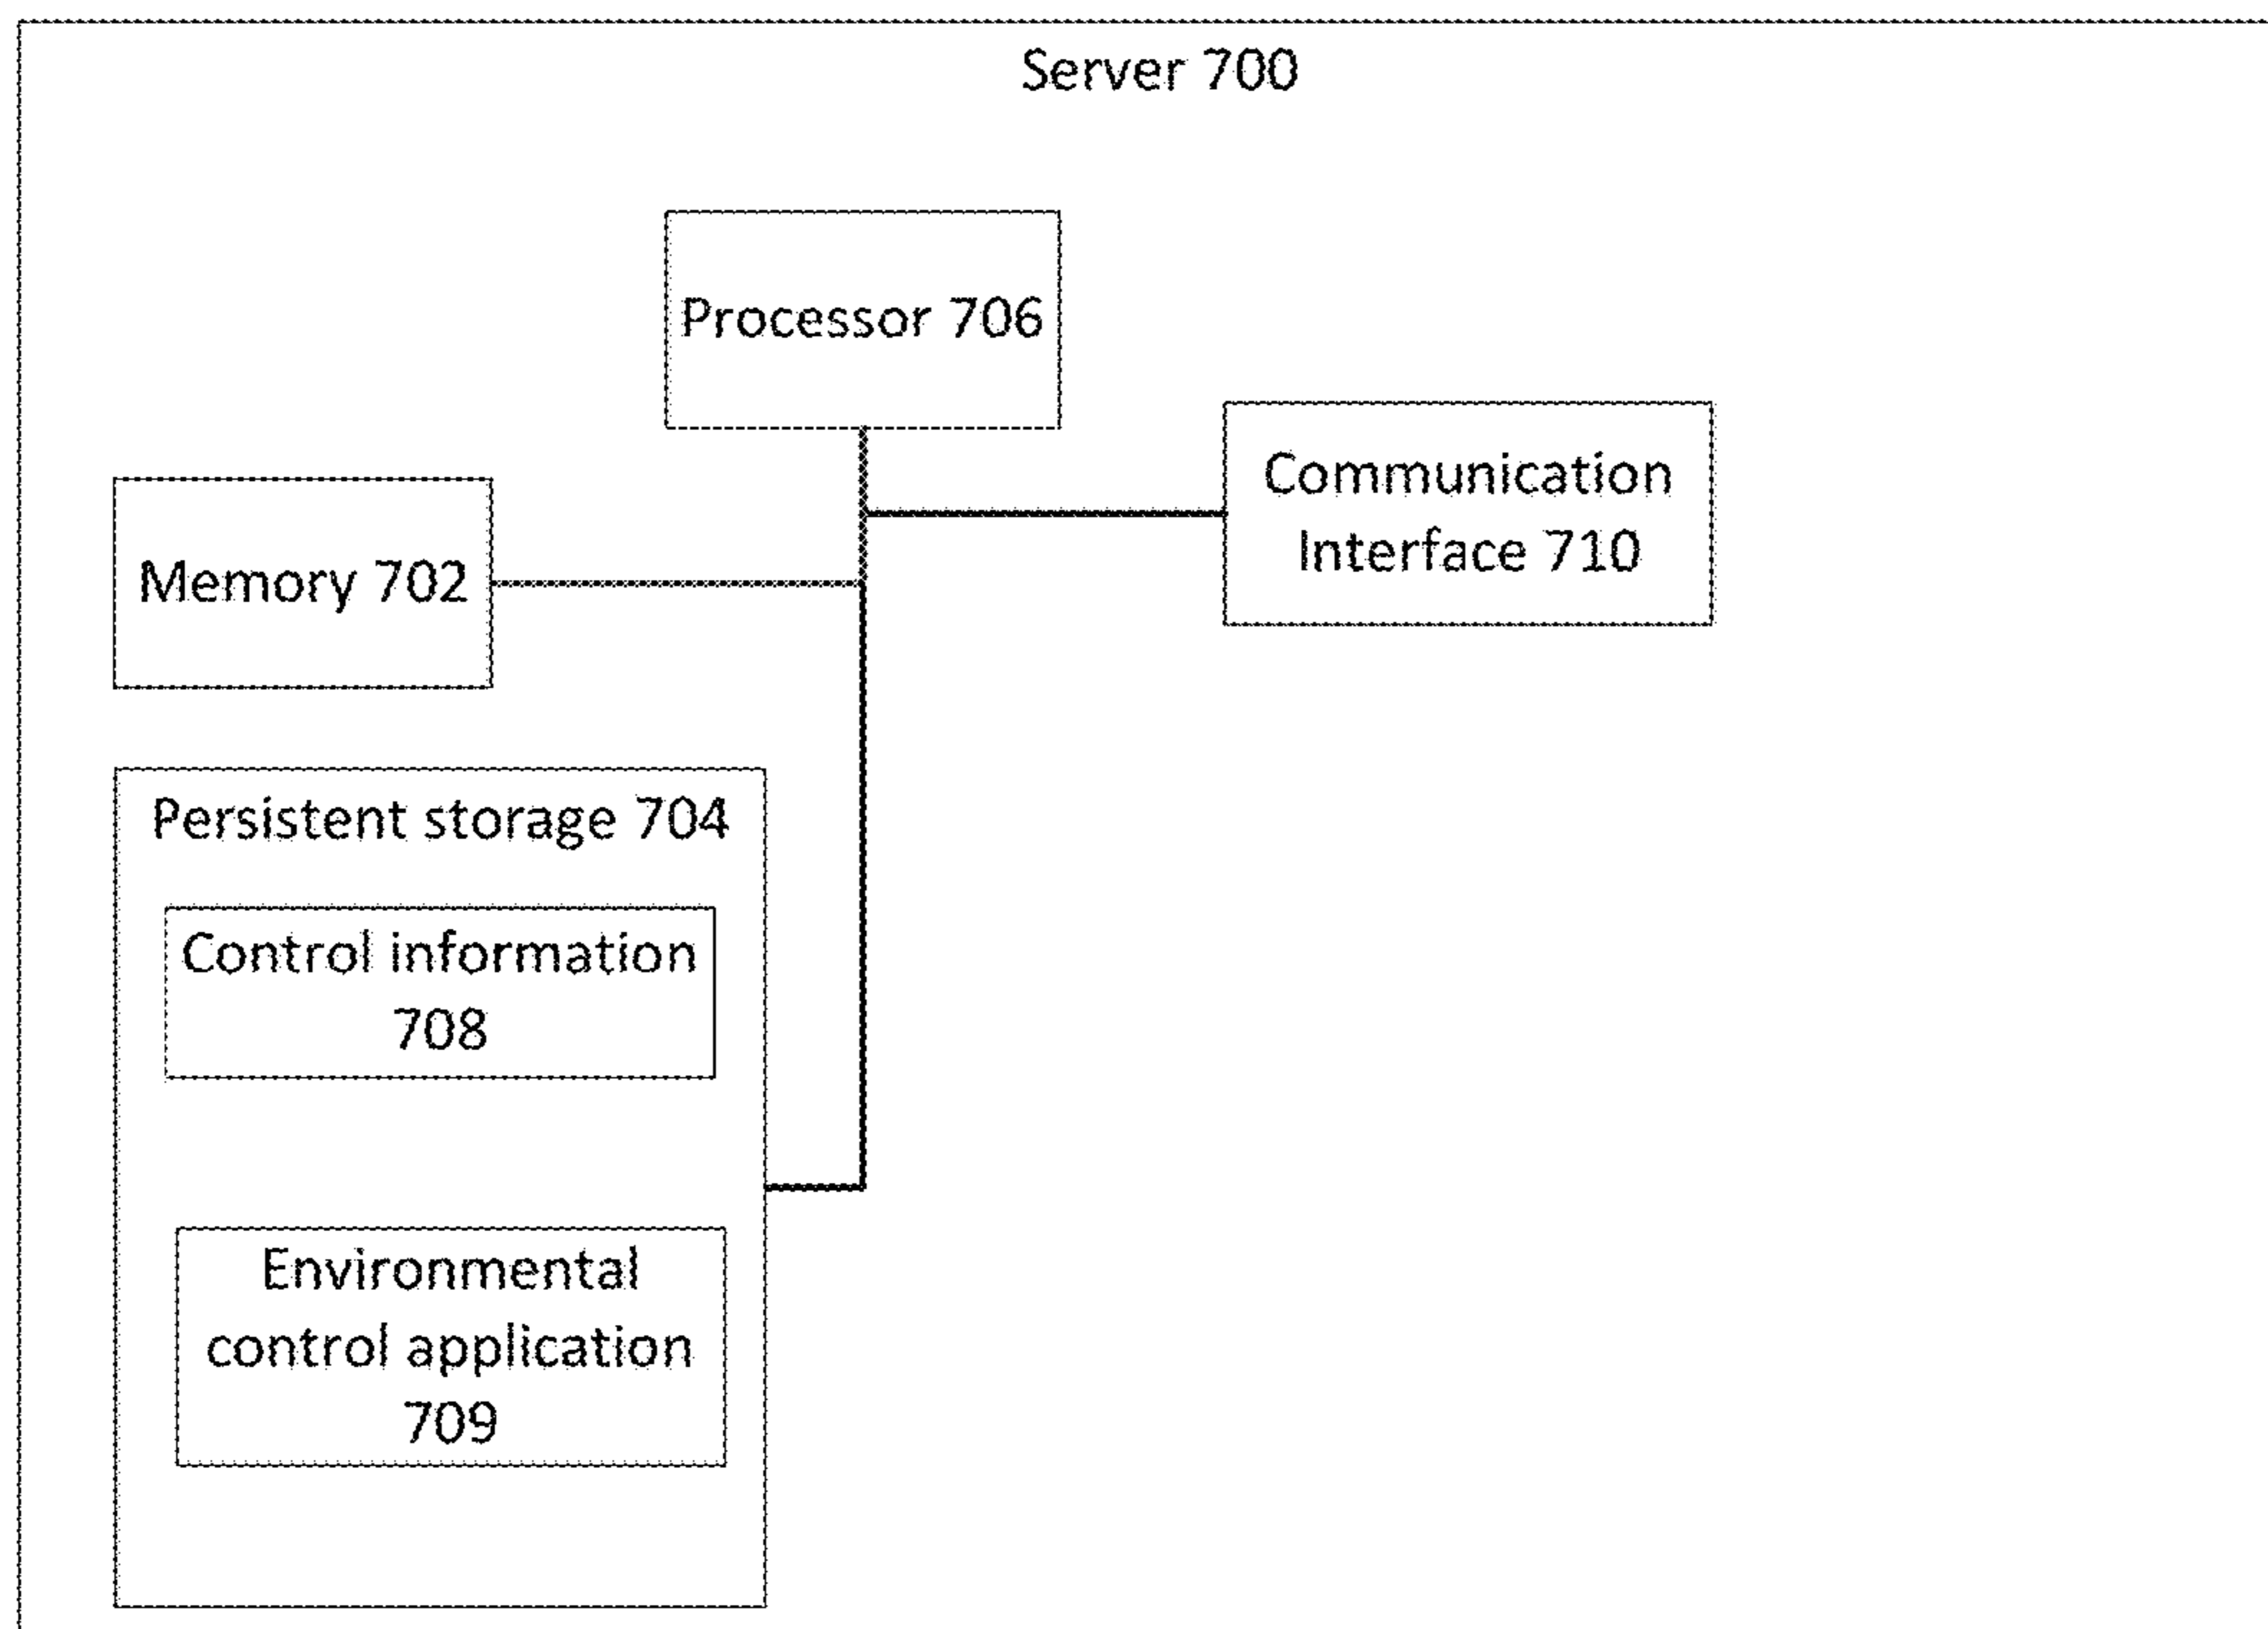 Server 700
Processor 706
Communication
Interface 710
Memory 702
Persistent storage 704
Control information
708
Environmental
control application
709